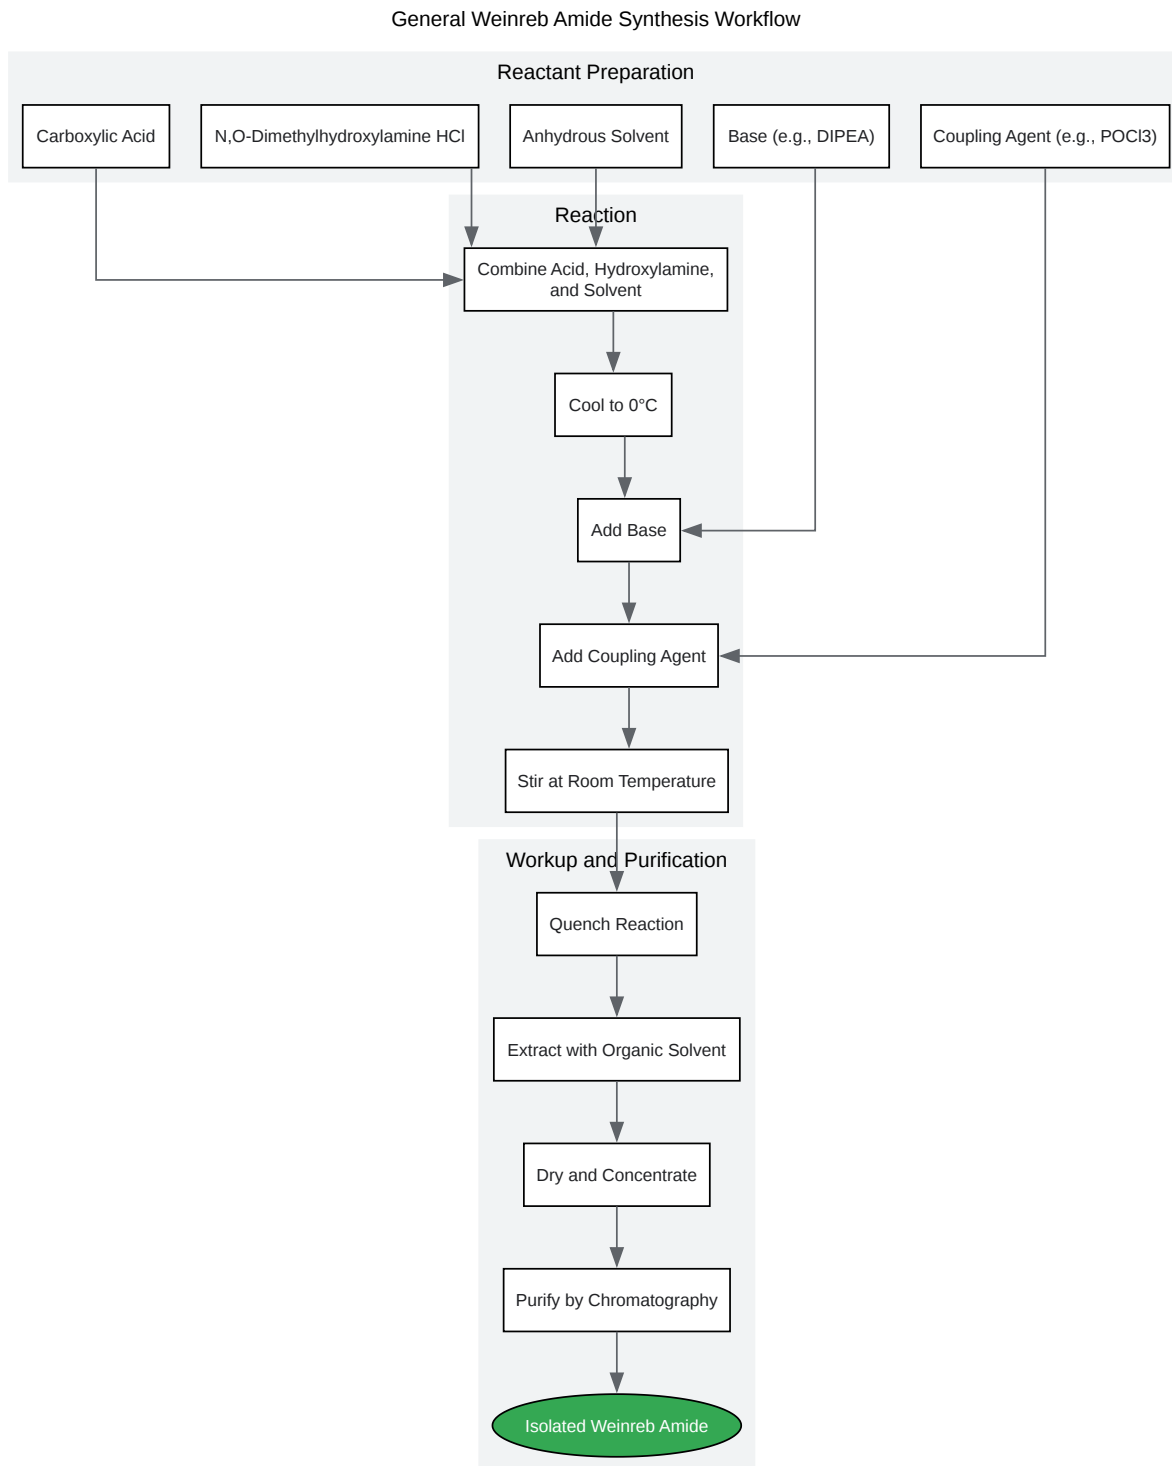 General Weinreb Amide Synthesis Workflow
Reactant Preparation
Carboxylic Acid
N,O-Dimethylhydroxylamine HCl
Anhydrous Solvent
Base (e.g., DIPEA)
Coupling Agent (e.g., POCl3)
Reaction
Combine Acid, Hydroxylamine,
and Solvent
Cool to 0°C
Add Base
Add Coupling Agent
Stir at Room Temperature
Workup and Purification
Quench Reaction
Extract with Organic Solvent
Dry and Concentrate
Purify by Chromatography
Isolated Weinreb Amide